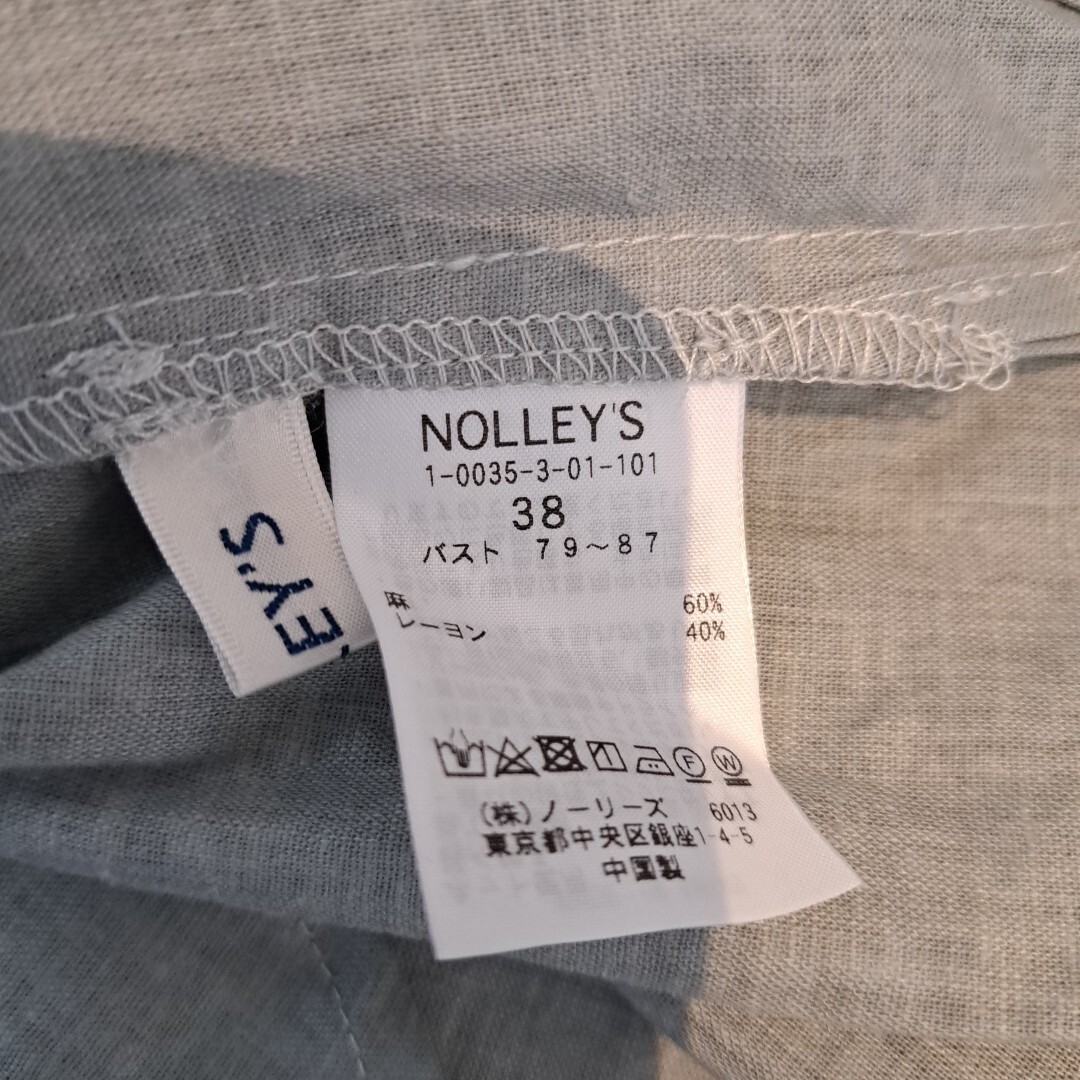 NOLLEY'S
1-0035-3-01-101
38
バスト 79～87
麻 60%
レーヨン 40%
F W
(株)ノーリーズ 6013
東京都中央区銀座1-4-5
中国製
EY'S